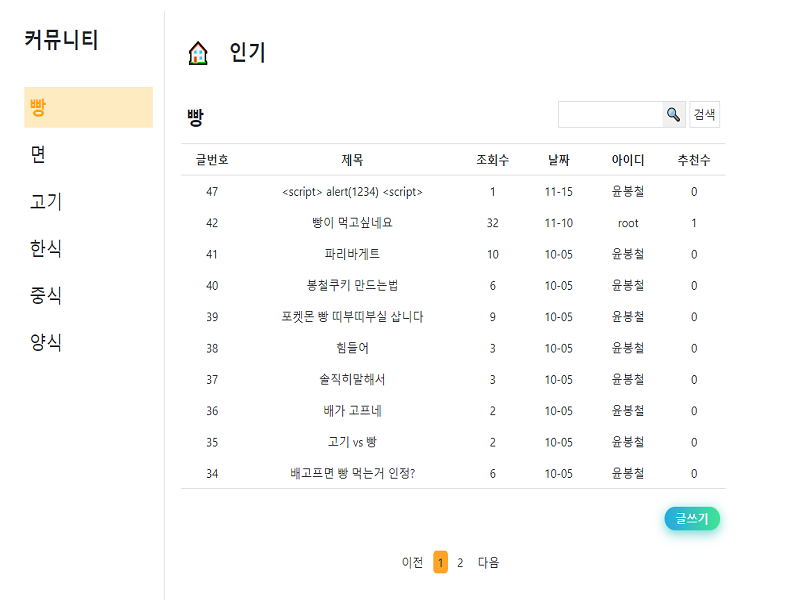 커뮤니티
빵
면
고기
한식
중식
양식
인기
빵
검색
글번호 제목 조회수 날짜 아이디 추천수
47 <script> alert(1234) <script> 1 11-15 윤봉철 0
42 빵이 먹고싶네요 32 11-10 root 1
41 파리바게트 10 10-05 윤봉철 0
40 봉철쿠키 만드는법 6 10-05 윤봉철 0
39 포켓몬 빵 띠부띠부실 삽니다 9 10-05 윤봉철 0
38 힘들어 3 10-05 윤봉철 0
37 솔직히말해서 3 10-05 윤봉철 0
36 배가 고프네 2 10-05 윤봉철 0
35 고기 vs 빵 2 10-05 윤봉철 0
34 배고프면 빵 먹는거 인정? 6 10-05 윤봉철 0
글쓰기
이전 1 2 다음